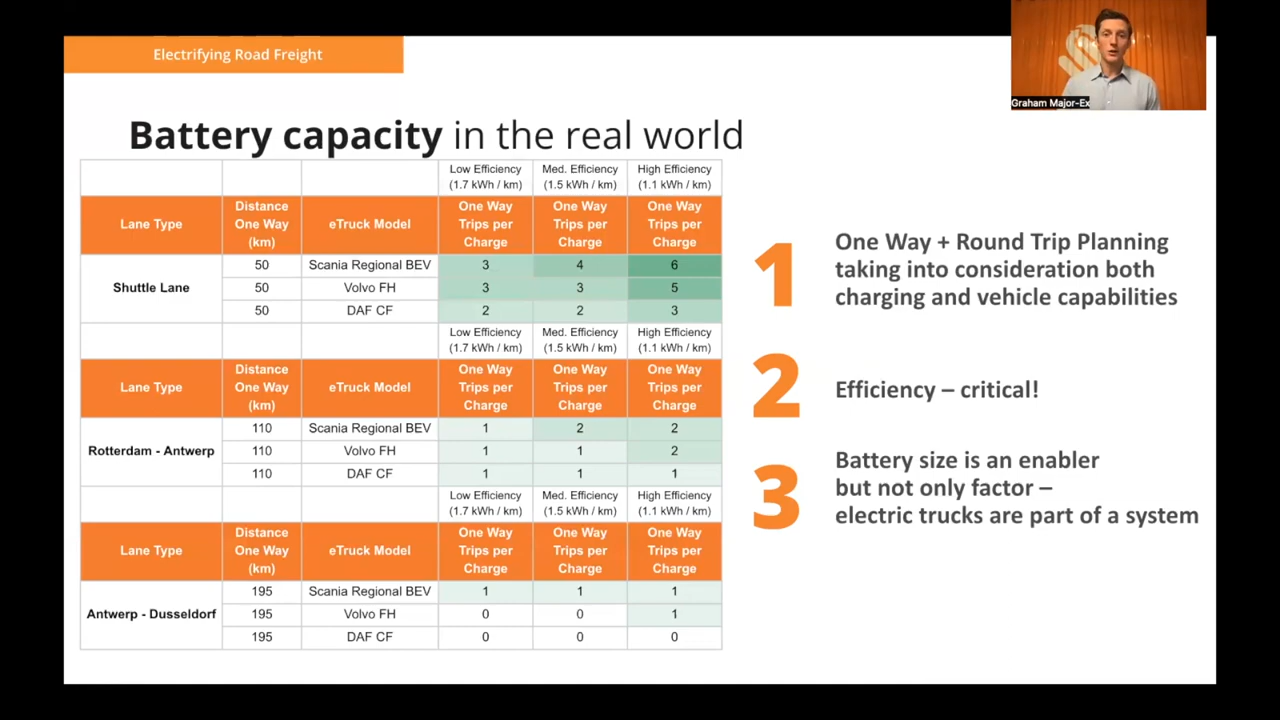 Electrifying Road Freight
Graham Major-Ex
Battery capacity in the real world
Low Efficiency Med. Efficiency High Efficiency
(1.7 kWh / km) (1.5 kWh / km) (1.1 kWh / km)
Lane Type Distance One Way (km) eTruck Model One Way Trips per Charge One Way Trips per Charge One Way Trips per Charge
50 Scania Regional BEV 3 4 6
Shuttle Lane 50 Volvo FH 3 3 5
50 DAF CF 2 2 3
Low Efficiency Med. Efficiency High Efficiency
(1.7 kWh / km) (1.5 kWh / km) (1.1 kWh / km)
Lane Type Distance One Way (km) eTruck Model One Way Trips per Charge One Way Trips per Charge One Way Trips per Charge
110 Scania Regional BEV 1 2 2
Rotterdam - Antwerp 110 Volvo FH 1 1 2
110 DAF CF 1 1 1
Low Efficiency Med. Efficiency High Efficiency
(1.7 kWh / km) (1.5 kWh / km) (1.1 kWh / km)
Lane Type Distance One Way (km) eTruck Model One Way Trips per Charge One Way Trips per Charge One Way Trips per Charge
195 Scania Regional BEV 1 1 1
Antwerp - Dusseldorf 195 Volvo FH 0 0 1
195 DAF CF 0 0 0
1
One Way + Round Trip Planning
taking into consideration both
charging and vehicle capabilities
2
Efficiency – critical!
3
Battery size is an enabler
but not only factor –
electric trucks are part of a system